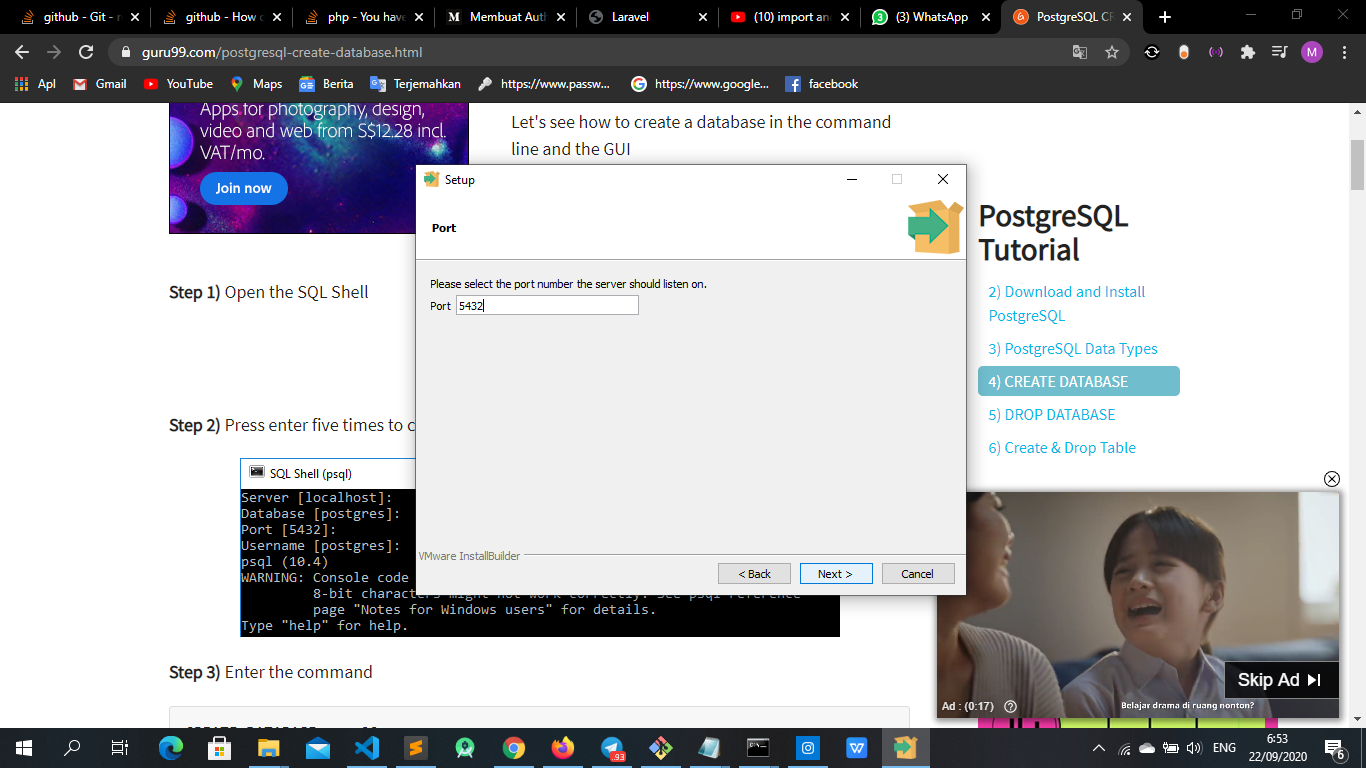 github - Git - r
github - How
php - You have
Membuat Aut
Laravel
(10) import an
(3) WhatsApp
PostgreSQL CR
guru99.com/postgresql-create-database.html
M
Apl
Gmail
YouTube
Maps
Berita
Terjemahkan
https://www.passw...
https://www.google...
facebook
Apps for photography, design,
video and web from S$12.28 incl.
VAT/mo.
Join now
Let's see how to create a database in the command
line and the GUI
Setup
Port
Please select the port number the server should listen on.
Port 5432
VMware InstallBuilder
< Back
Next >
Cancel
Step 1) Open the SQL Shell
Step 2) Press enter five times to c
SQL Shell (psql)
Server [localhost]:
Database [postgres]:
Port [5432]:
Username [postgres]:
psql (10.4)
WARNING: Console code
8-bit characters might not work correctly. See psql reference
page "Notes for Windows users" for details.
Type "help" for help.
Step 3) Enter the command
PostgreSQL
Tutorial
2) Download and Install
PostgreSQL
3) PostgreSQL Data Types
4) CREATE DATABASE
5) DROP DATABASE
6) Create & Drop Table
Skip Ad
Ad : (0:17)
Belajar drama di ruang nonton?
93
ENG
6:53
22/09/2020
6